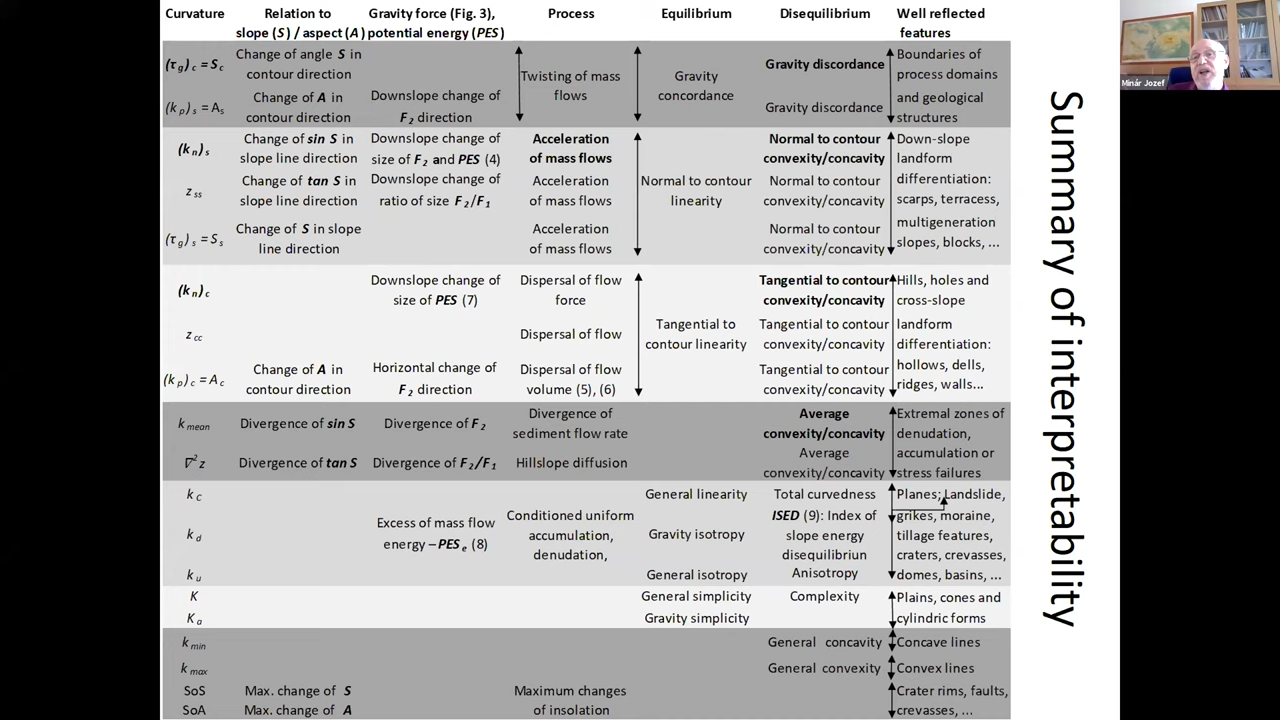 Curvature Relation to Gravity force (Fig. 3), Process Equilibrium Disequilibrium Well reflected
slope (S) / aspect (A) potential energy (PES) features
(τg)c = Sc Change of angle S in contour direction Twisting of mass flows Gravity concordance Gravity discordance Boundaries of process domains
(kp)s = As Change of A in contour direction Downslope change of F2 direction Gravity discordance and geological structures
(kn)s Change of sin S in slope line direction Downslope change of size of F2 and PES (4) Acceleration of mass flows Normal to contour convexity/concavity Down-slope landform
zss Change of tan S in slope line direction Downslope change of ratio of size F2/F1 Acceleration of mass flows Normal to contour linearity Normal to contour convexity/concavity differentiation: scarps, terracess,
(τg)s = Ss Change of S in slope line direction Acceleration of mass flows Normal to contour convexity/concavity multigeneration slopes, blocks, ...
(kn)c Downslope change of size of PES (7) Dispersal of flow force Tangential to contour convexity/concavity Hills, holes and cross-slope
zcc Dispersal of flow Tangential to contour linearity Tangential to contour convexity/concavity landform differentiation:
(kp)c = Ac Change of A in contour direction Horizontal change of F2 direction Dispersal of flow volume (5), (6) Tangential to contour convexity/concavity hollows, dells, ridges, walls...
kmean Divergence of sin S Divergence of F2 Divergence of sediment flow rate Average convexity/concavity Extremal zones of denudation,
∇²z Divergence of tan S Divergence of F2/F1 Hillslope diffusion Average convexity/concavity accumulation or stress failures
kC General linearity Total curvedness Planes; Landslide,
kd Excess of mass flow energy – PESe (8) Conditioned uniform accumulation, denudation, Gravity isotropy ISED (9): Index of slope energy disequilibriun grikes, moraine, tillage features, craters, crevasses,
ku General isotropy Anisotropy domes, basins, ...
K General simplicity Complexity Plains, cones and
Ka Gravity simplicity cylindric forms
kmin General concavity Concave lines
kmax General convexity Convex lines
SoS Max. change of S Maximum changes Crater rims, faults,
SoA Max. change of A of insolation crevasses, ...
Summary of interpretability
Minár Jozef